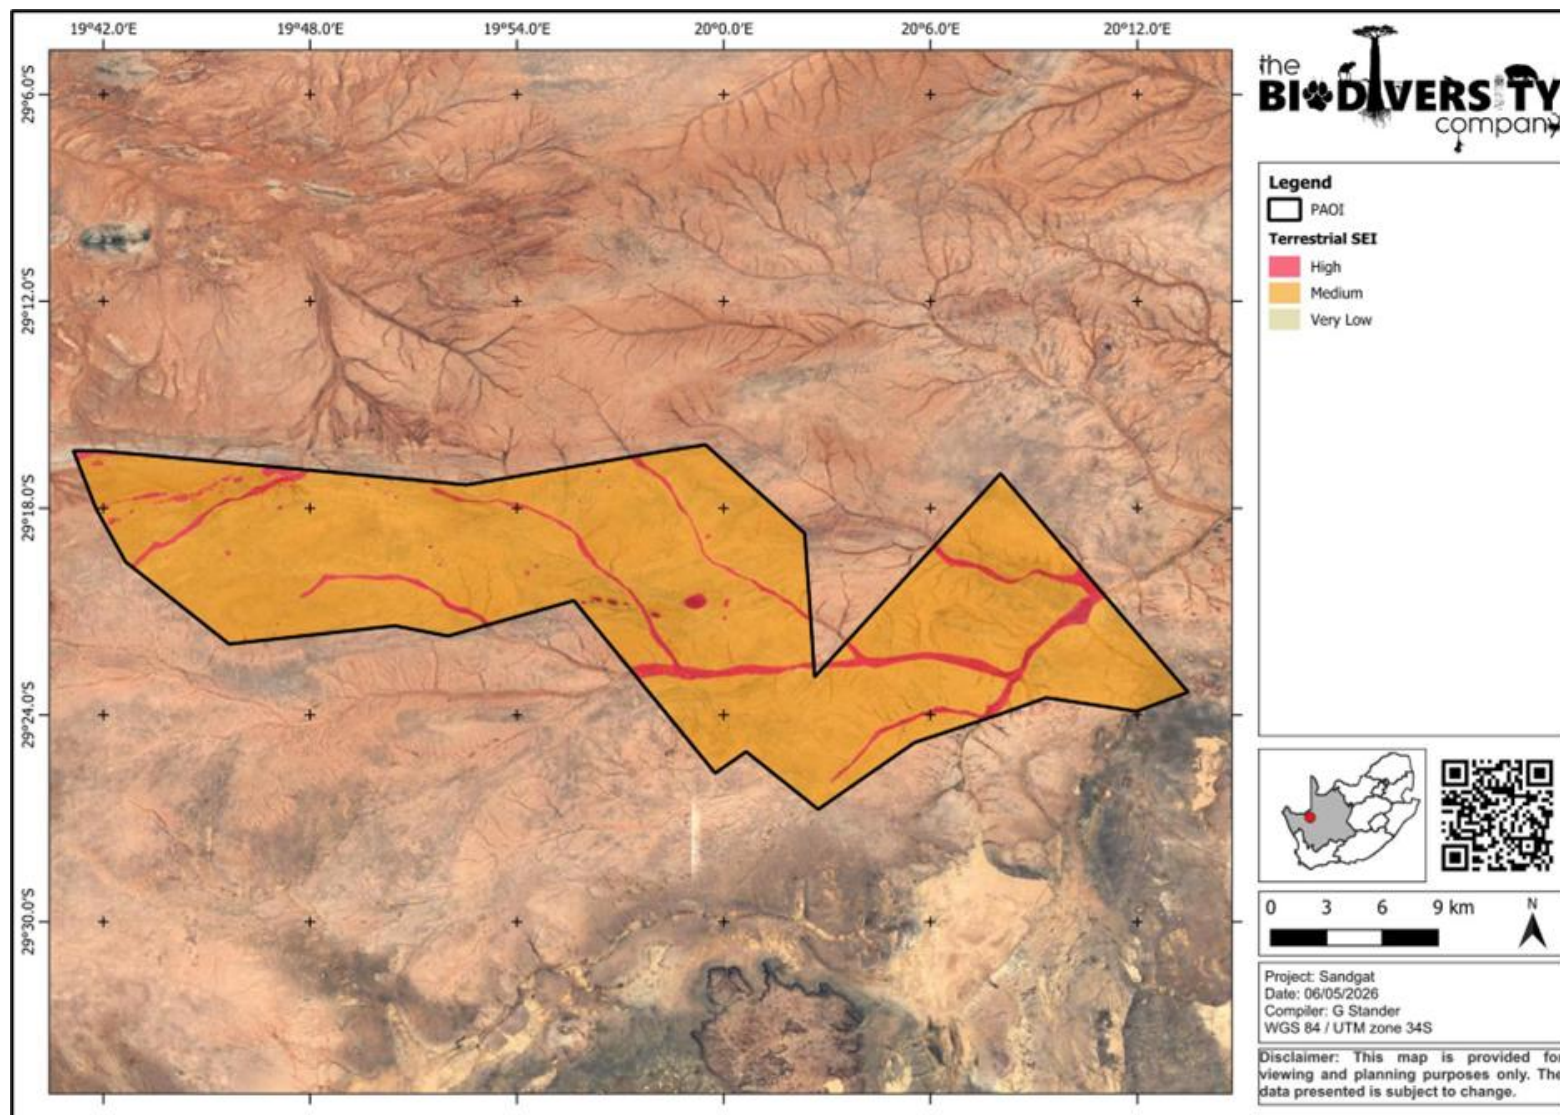 19°42.0'E 19°48.0'E 19°54.0'E 20°0.0'E 20°6.0'E 20°12.0'E
29°6.0'S
29°12.0'S
29°18.0'S
29°24.0'S
29°30.0'S
the
BIODIVERSITY
company
Legend
PAOI
Terrestrial SEI
High
Medium
Very Low
0 3 6 9 km
N
Project: Sandgat
Date: 06/05/2026
Compiler: G Stander
WGS 84 / UTM zone 34S
Disclaimer: This map is provided for
viewing and planning purposes only. The
data presented is subject to change.